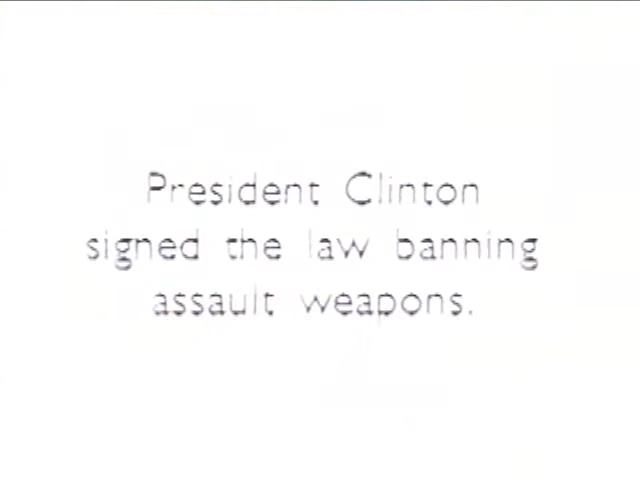 President Clinton
signed the law banning
assault weapons.